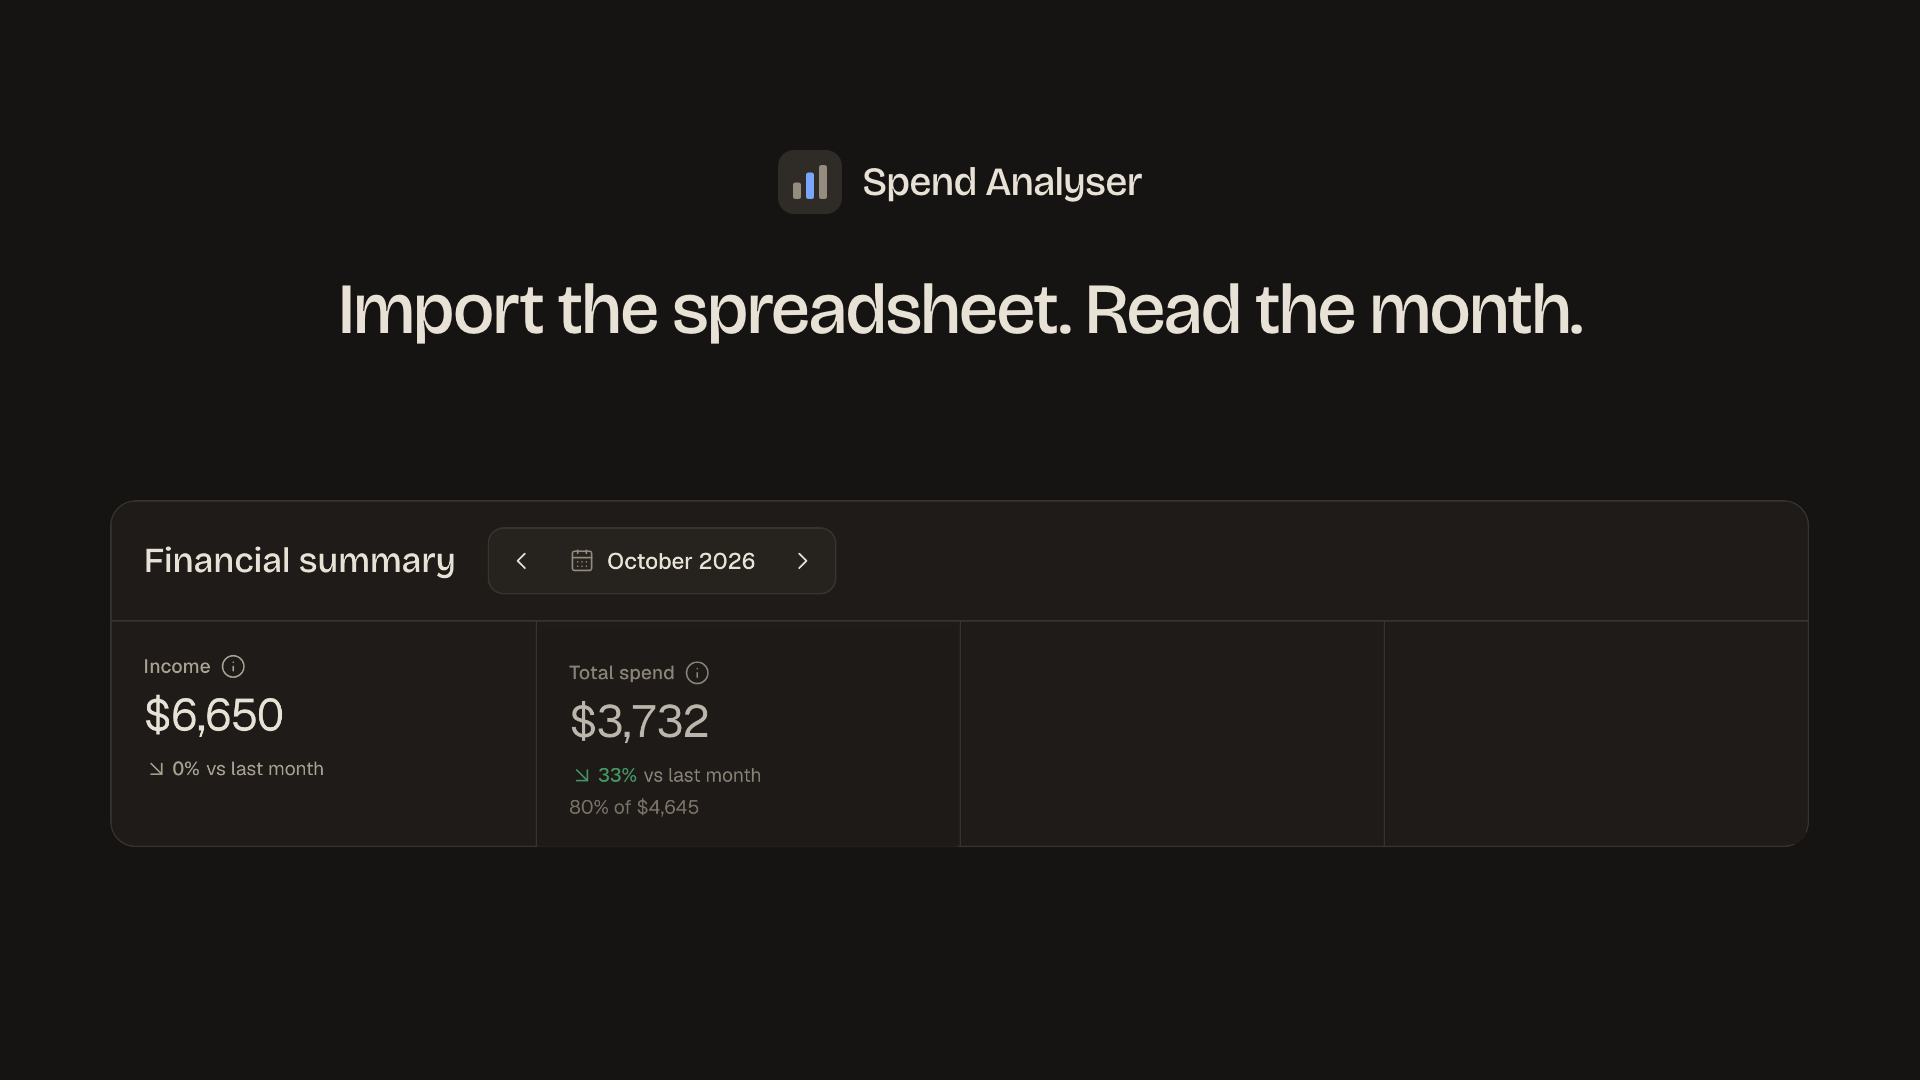 Spend Analyser
Import the spreadsheet. Read the month.
Financial summary
October 2026
Income
$6,650
0% vs last month
Total spend
$3,732
33% vs last month
80% of $4,645